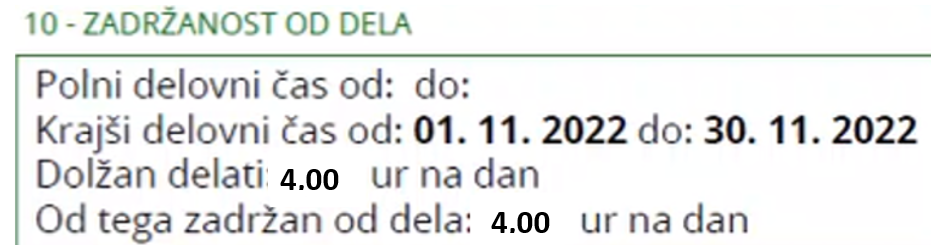 10 - ZADRŽANOST OD DELA
Polni delovni čas od: do:
Krajši delovni čas od: 01. 11. 2022 do: 30. 11. 2022
Dolžan delati: 4.00 ur na dan
Od tega zadržan od dela: 4.00 ur na dan